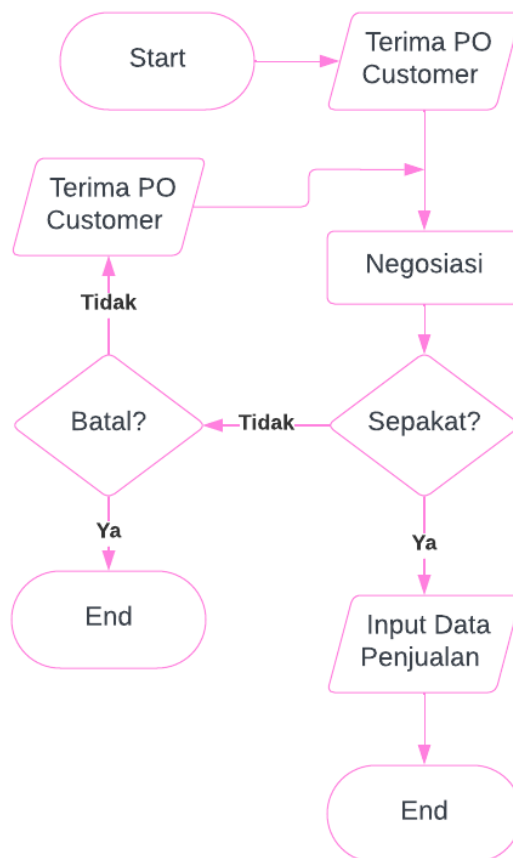 Start
Terima PO
Customer
Terima PO
Customer
Negosiasi
Tidak
Batal?
Tidak
Sepakat?
Ya
Ya
End
Input Data
Penjualan
End